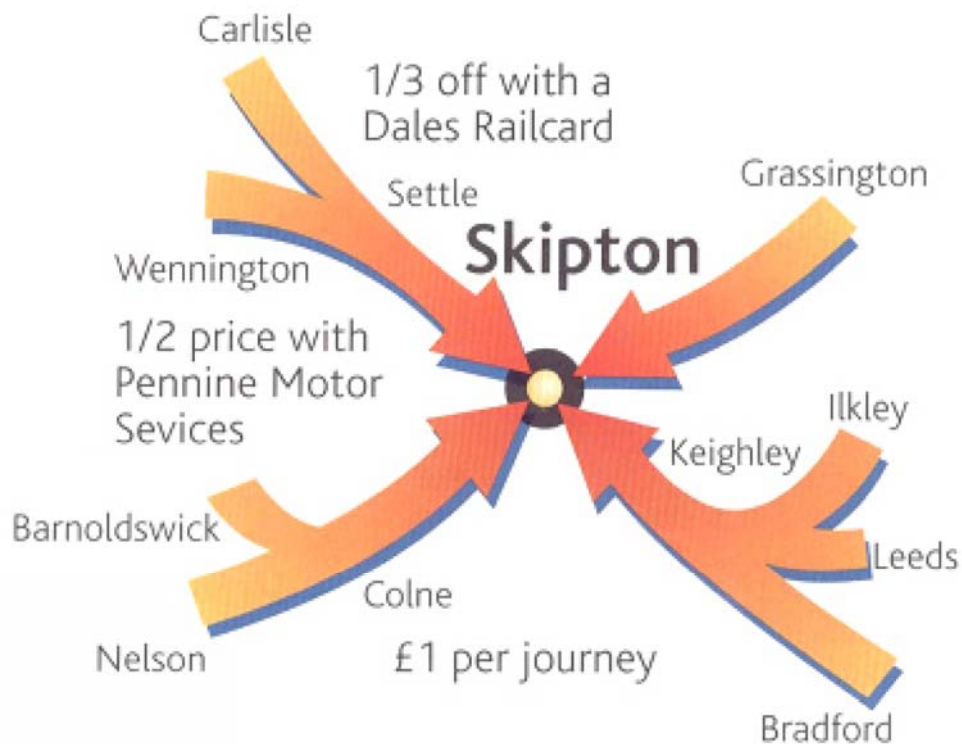 Carlisle
1/3 off with a
Dales Railcard
Grassington
Settle
Skipton
Wennington
1/2 price with
Pennine Motor
Sevices
Ilkley
Keighley
Barnoldswick
Leeds
Colne
Nelson
£1 per journey
Bradford